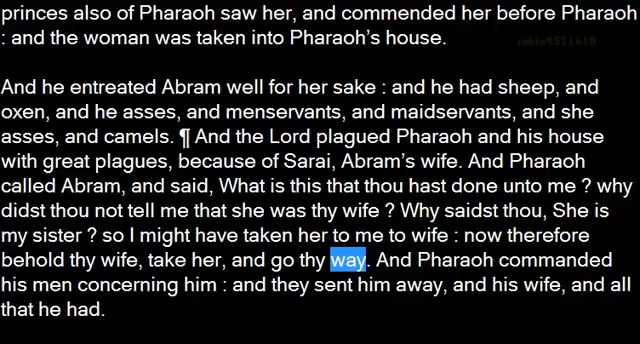 princes also of Pharaoh saw her, and commended her before Pharaoh
: and the woman was taken into Pharaoh’s house.
And he entreated Abram well for her sake : and he had sheep, and
oxen, and he asses, and menservants, and maidservants, and she
asses, and camels. ¶ And the Lord plagued Pharaoh and his house
with great plagues, because of Sarai, Abram’s wife. And Pharaoh
called Abram, and said, What is this that thou hast done unto me ? why
didst thou not tell me that she was thy wife ? Why saidst thou, She is
my sister ? so I might have taken her to me to wife : now therefore
behold thy wife, take her, and go thy way. And Pharaoh commanded
his men concerning him : and they sent him away, and his wife, and all
that he had.